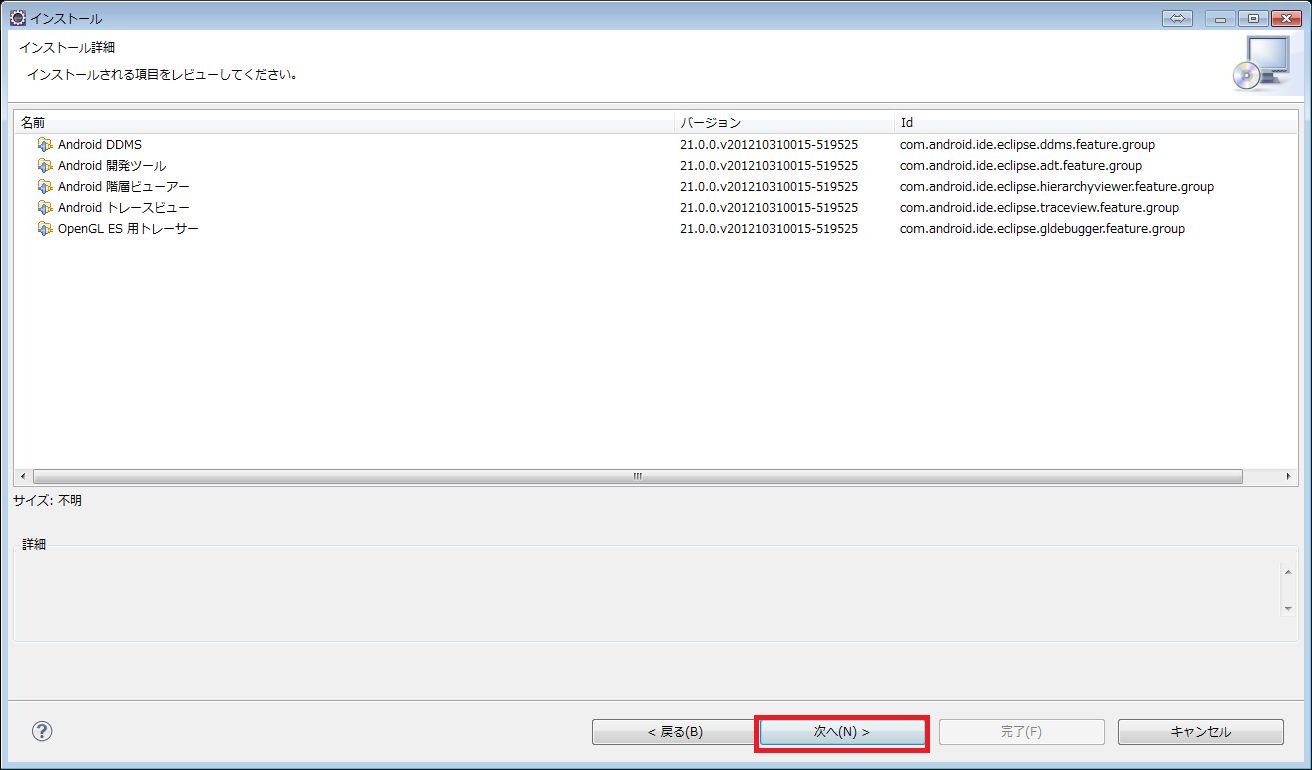 インストール
インストール詳細
インストールされる項目をレビューしてください。
名前 バージョン Id
Android DDMS 21.0.0.v201210310015-519525 com.android.ide.eclipse.ddms.feature.group
Android 開発ツール 21.0.0.v201210310015-519525 com.android.ide.eclipse.adt.feature.group
Android 階層ビューアー 21.0.0.v201210310015-519525 com.android.ide.eclipse.hierarchyviewer.feature.group
Android トレースビュー 21.0.0.v201210310015-519525 com.android.ide.eclipse.traceview.feature.group
OpenGL ES 用トレーサー 21.0.0.v201210310015-519525 com.android.ide.eclipse.gldebugger.feature.group
サイズ: 不明
詳細
? < 戻る(B) 次へ(N) > 完了(F) キャンセル